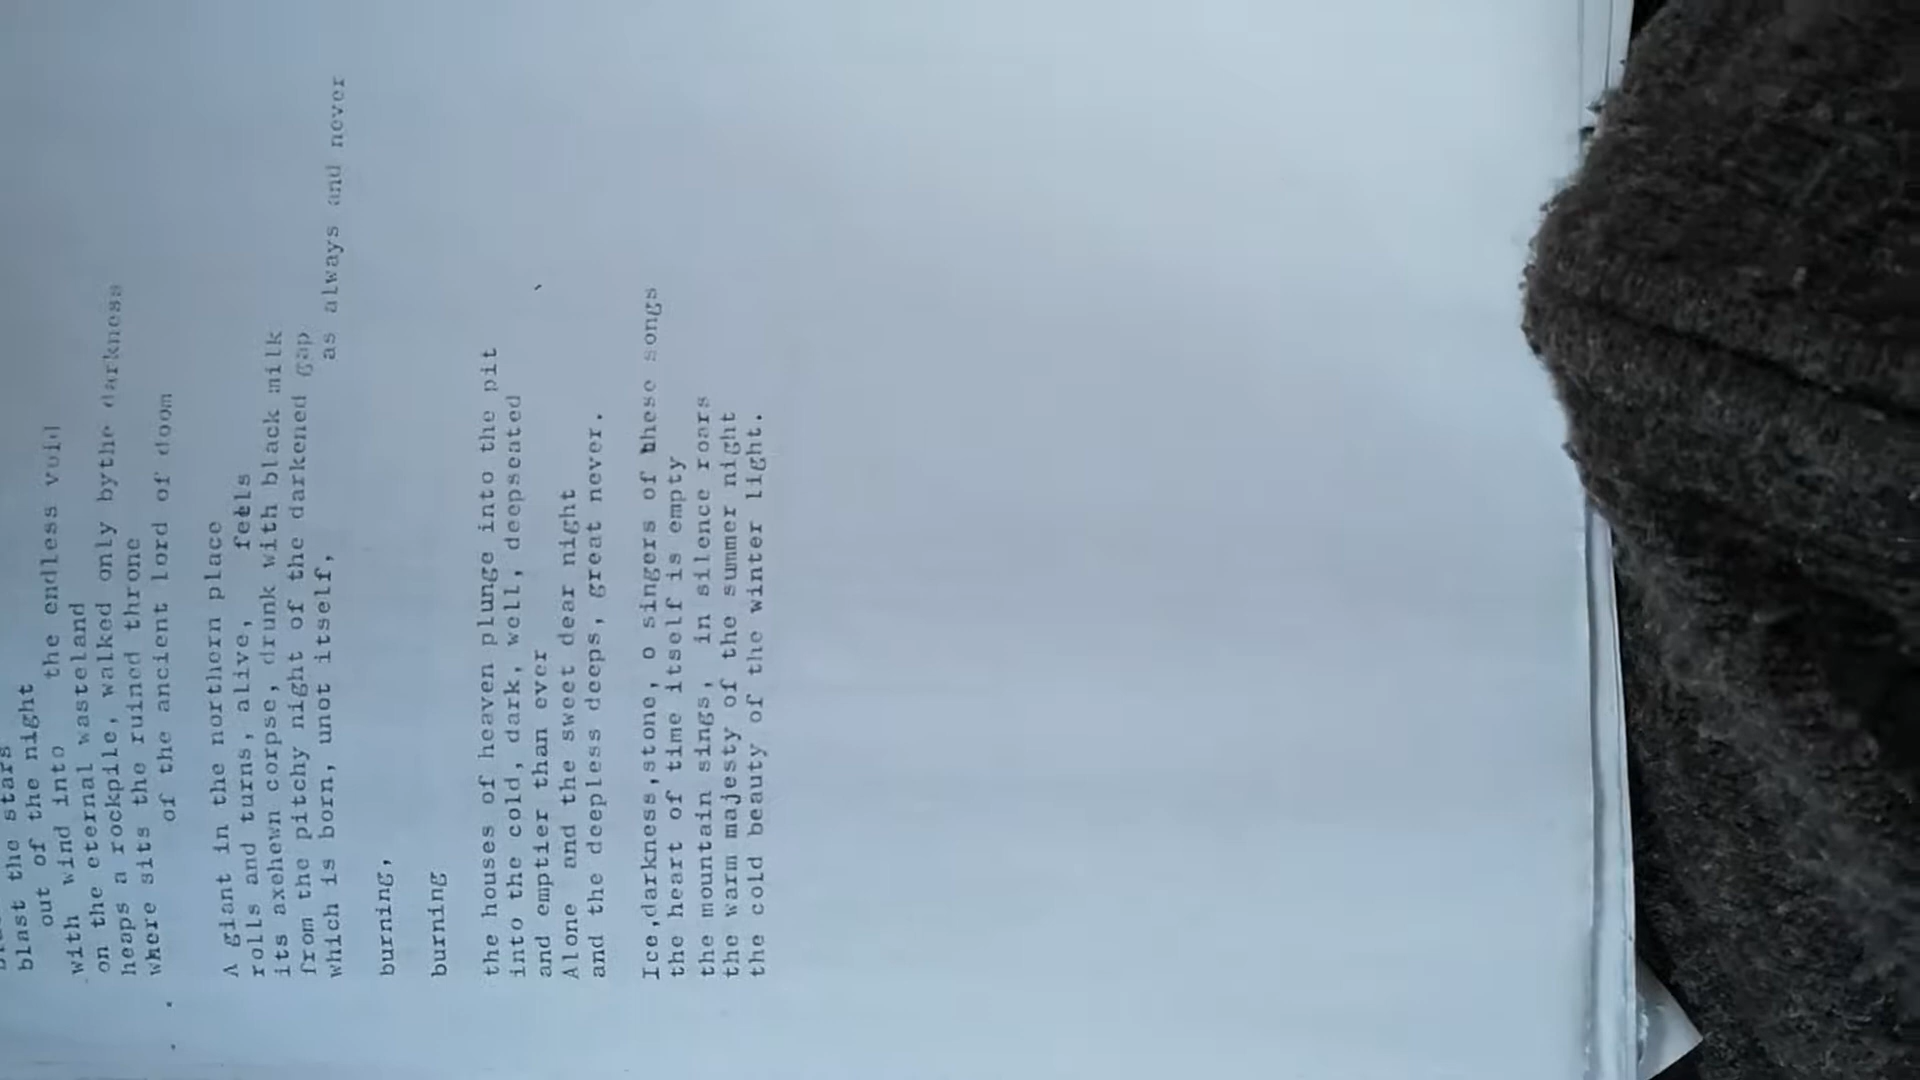 blast the stars
out of the night
with wind into the endless void
on the eternal wasteland
heaps a rockpile, walked only bythe darkness
where sits the ruined throne
of the ancient lord of doom
A giant in the northern place
rolls and turns, alive, feels
its axehewn corpse, drunk with black milk
from the pitchy night of the darkened gap
which is born, unot itself,
as always and never
burning,
burning
the houses of heaven plunge into the pit
into the cold, dark, well, deepseated
and emptier than ever
Alone and the sweet dear night
and the deepless deeps, great never.
Ice,darkness,stone, o singers of these songs
the heart of time itself is empty
the mountain sings, in silence roars
the warm majesty of the summer night
the cold beauty of the winter light.